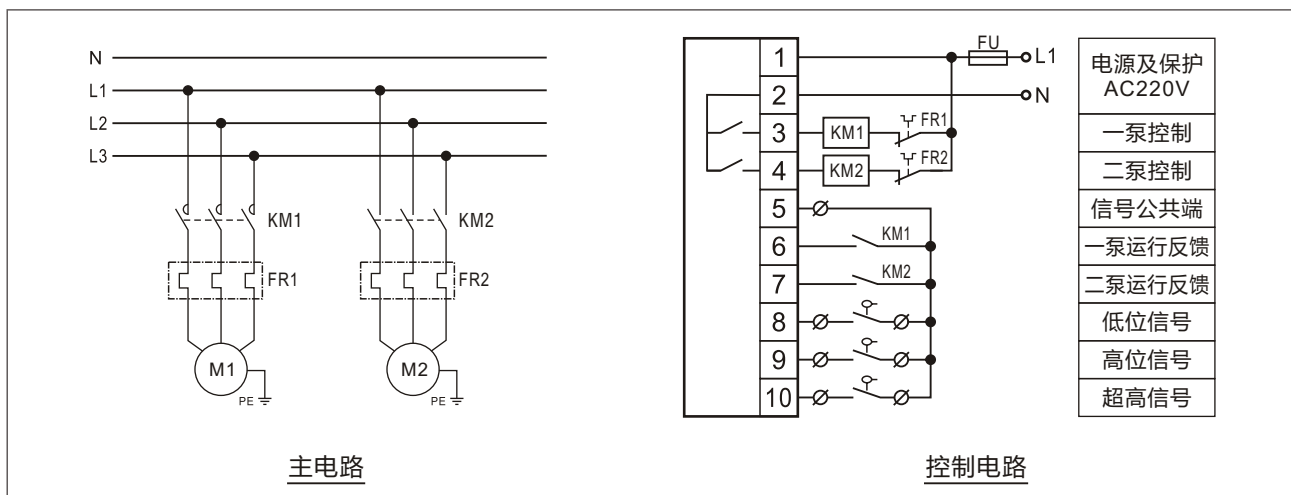 N
L1
L2
L3
KM1
KM2
FR1
FR2
M1
M2
PE
PE
主电路
1
2
3
4
5
6
7
8
9
10
FU
L1
N
KM1
FR1
KM2
FR2
KM1
KM2
电源及保护
AC220V
一泵控制
二泵控制
信号公共端
一泵运行反馈
二泵运行反馈
低位信号
高位信号
超高信号
控制电路